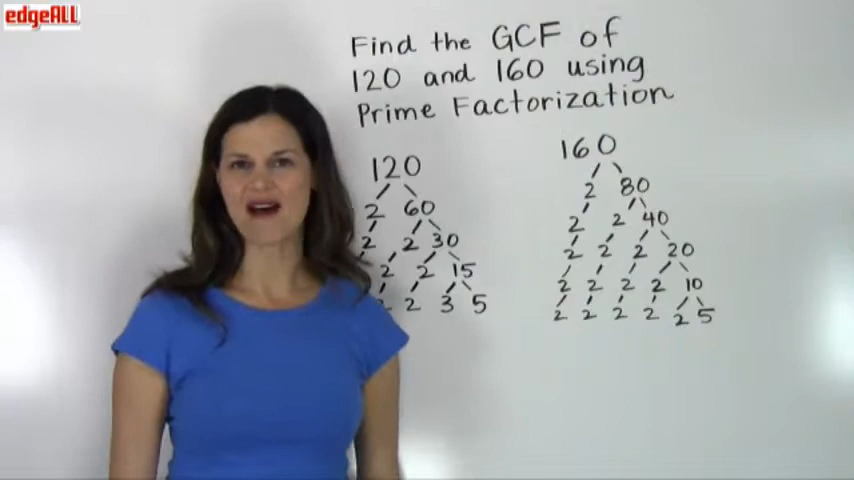 edgeALL
Find the GCF of
120 and 160 using
Prime Factorization
120
2 60
2 2 30
2 2 15
2 3 5
160
2 80
2 2 40
2 2 2 20
2 2 2 2 10
2 2 2 2 2 5